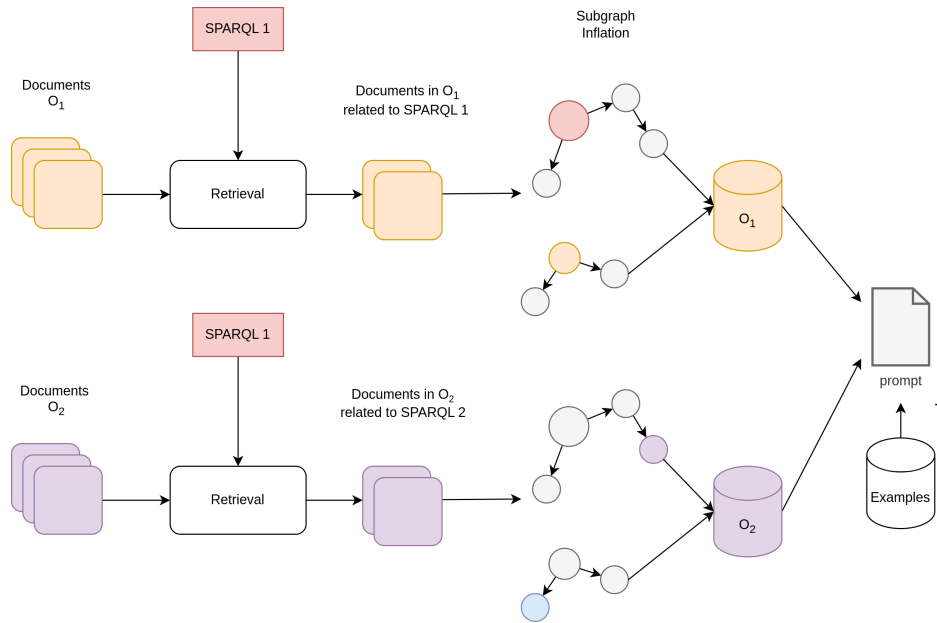 SPARQL 1
Subgraph
Inflation
Documents
O1
Documents in O1
related to SPARQL 1
Retrieval
O1
SPARQL 1
prompt
Documents
O2
Documents in O2
related to SPARQL 2
Retrieval
O2
Examples